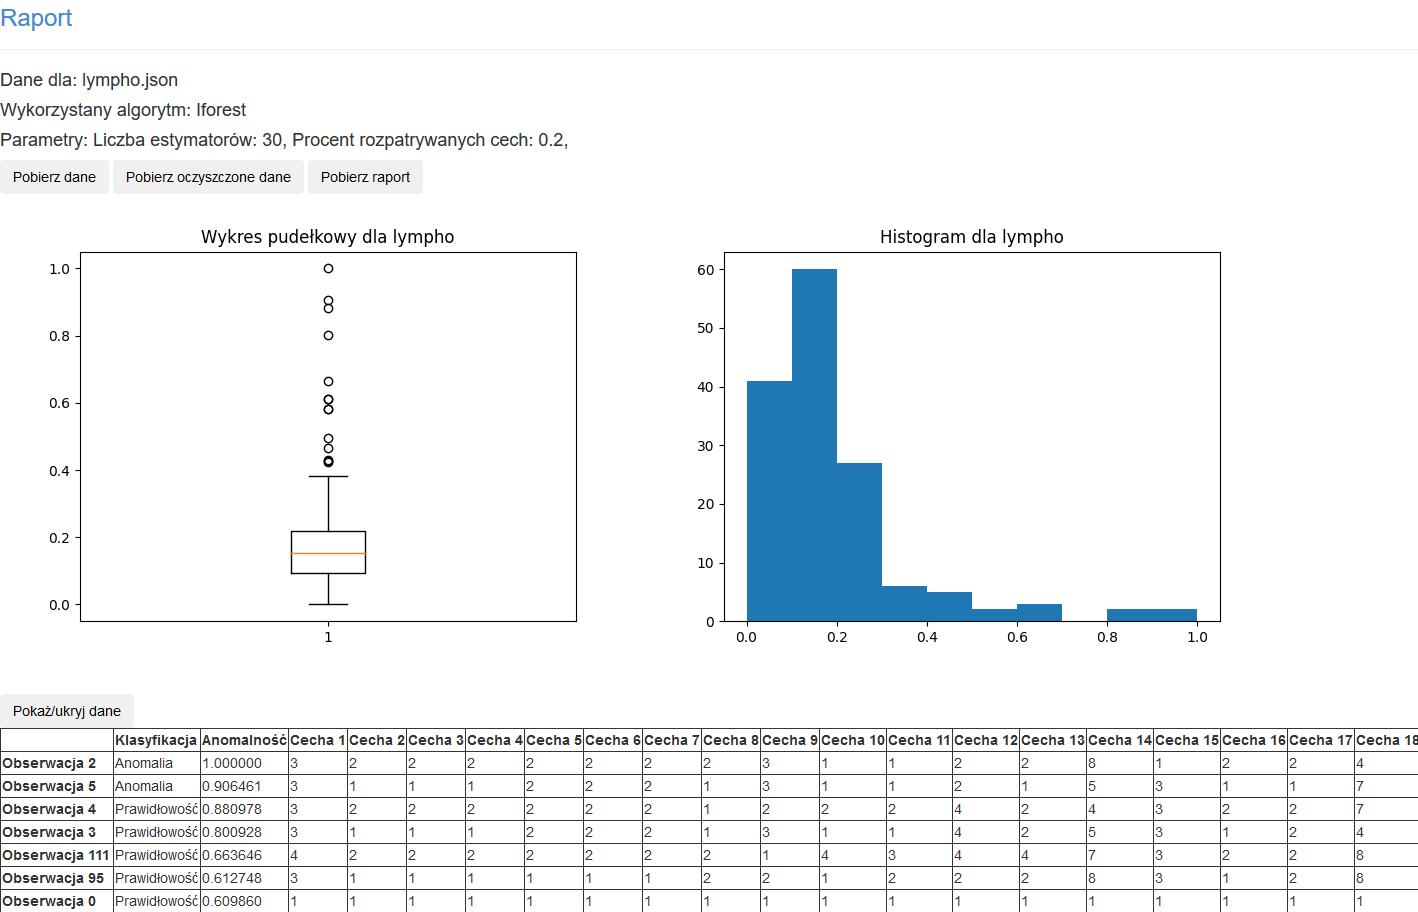 Raport
Dane dla: lympho.json
Wykorzystany algorytm: Iforest
Parametry: Liczba estymatorów: 30, Procent rozpatrywanych cech: 0.2,
Pobierz dane Pobierz oczyszczone dane Pobierz raport
Wykres pudełkowy dla lympho
1.0
0.8
0.6
0.4
0.2
0.0
1
Histogram dla lympho
60
50
40
30
20
10
0
0.0 0.2 0.4 0.6 0.8 1.0
Pokaż/ukryj dane
Klasyfikacja Anomalność Cecha 1 Cecha 2 Cecha 3 Cecha 4 Cecha 5 Cecha 6 Cecha 7 Cecha 8 Cecha 9 Cecha 10 Cecha 11 Cecha 12 Cecha 13 Cecha 14 Cecha 15 Cecha 16 Cecha 17 Cecha 18
Obserwacja 2 Anomalia 1.000000 3 2 2 2 2 2 2 2 3 1 1 2 2 8 1 2 2 4
Obserwacja 5 Anomalia 0.906461 3 1 1 1 2 2 2 1 3 1 1 2 1 5 3 1 1 7
Obserwacja 4 Prawidłowość 0.880978 3 2 2 2 2 2 2 1 2 2 2 4 2 4 3 2 2 7
Obserwacja 3 Prawidłowość 0.800928 3 1 1 1 2 2 2 1 3 1 1 4 2 5 3 1 2 4
Obserwacja 111 Prawidłowość 0.663646 4 2 2 2 2 2 2 2 1 4 3 4 4 7 3 2 2 8
Obserwacja 95 Prawidłowość 0.612748 3 1 1 1 1 1 1 2 2 1 2 2 2 8 3 1 2 8
Obserwacja 0 Prawidłowość 0.609860 1 1 1 1 1 1 1 1 1 1 1 1 1 1 1 1 1 1